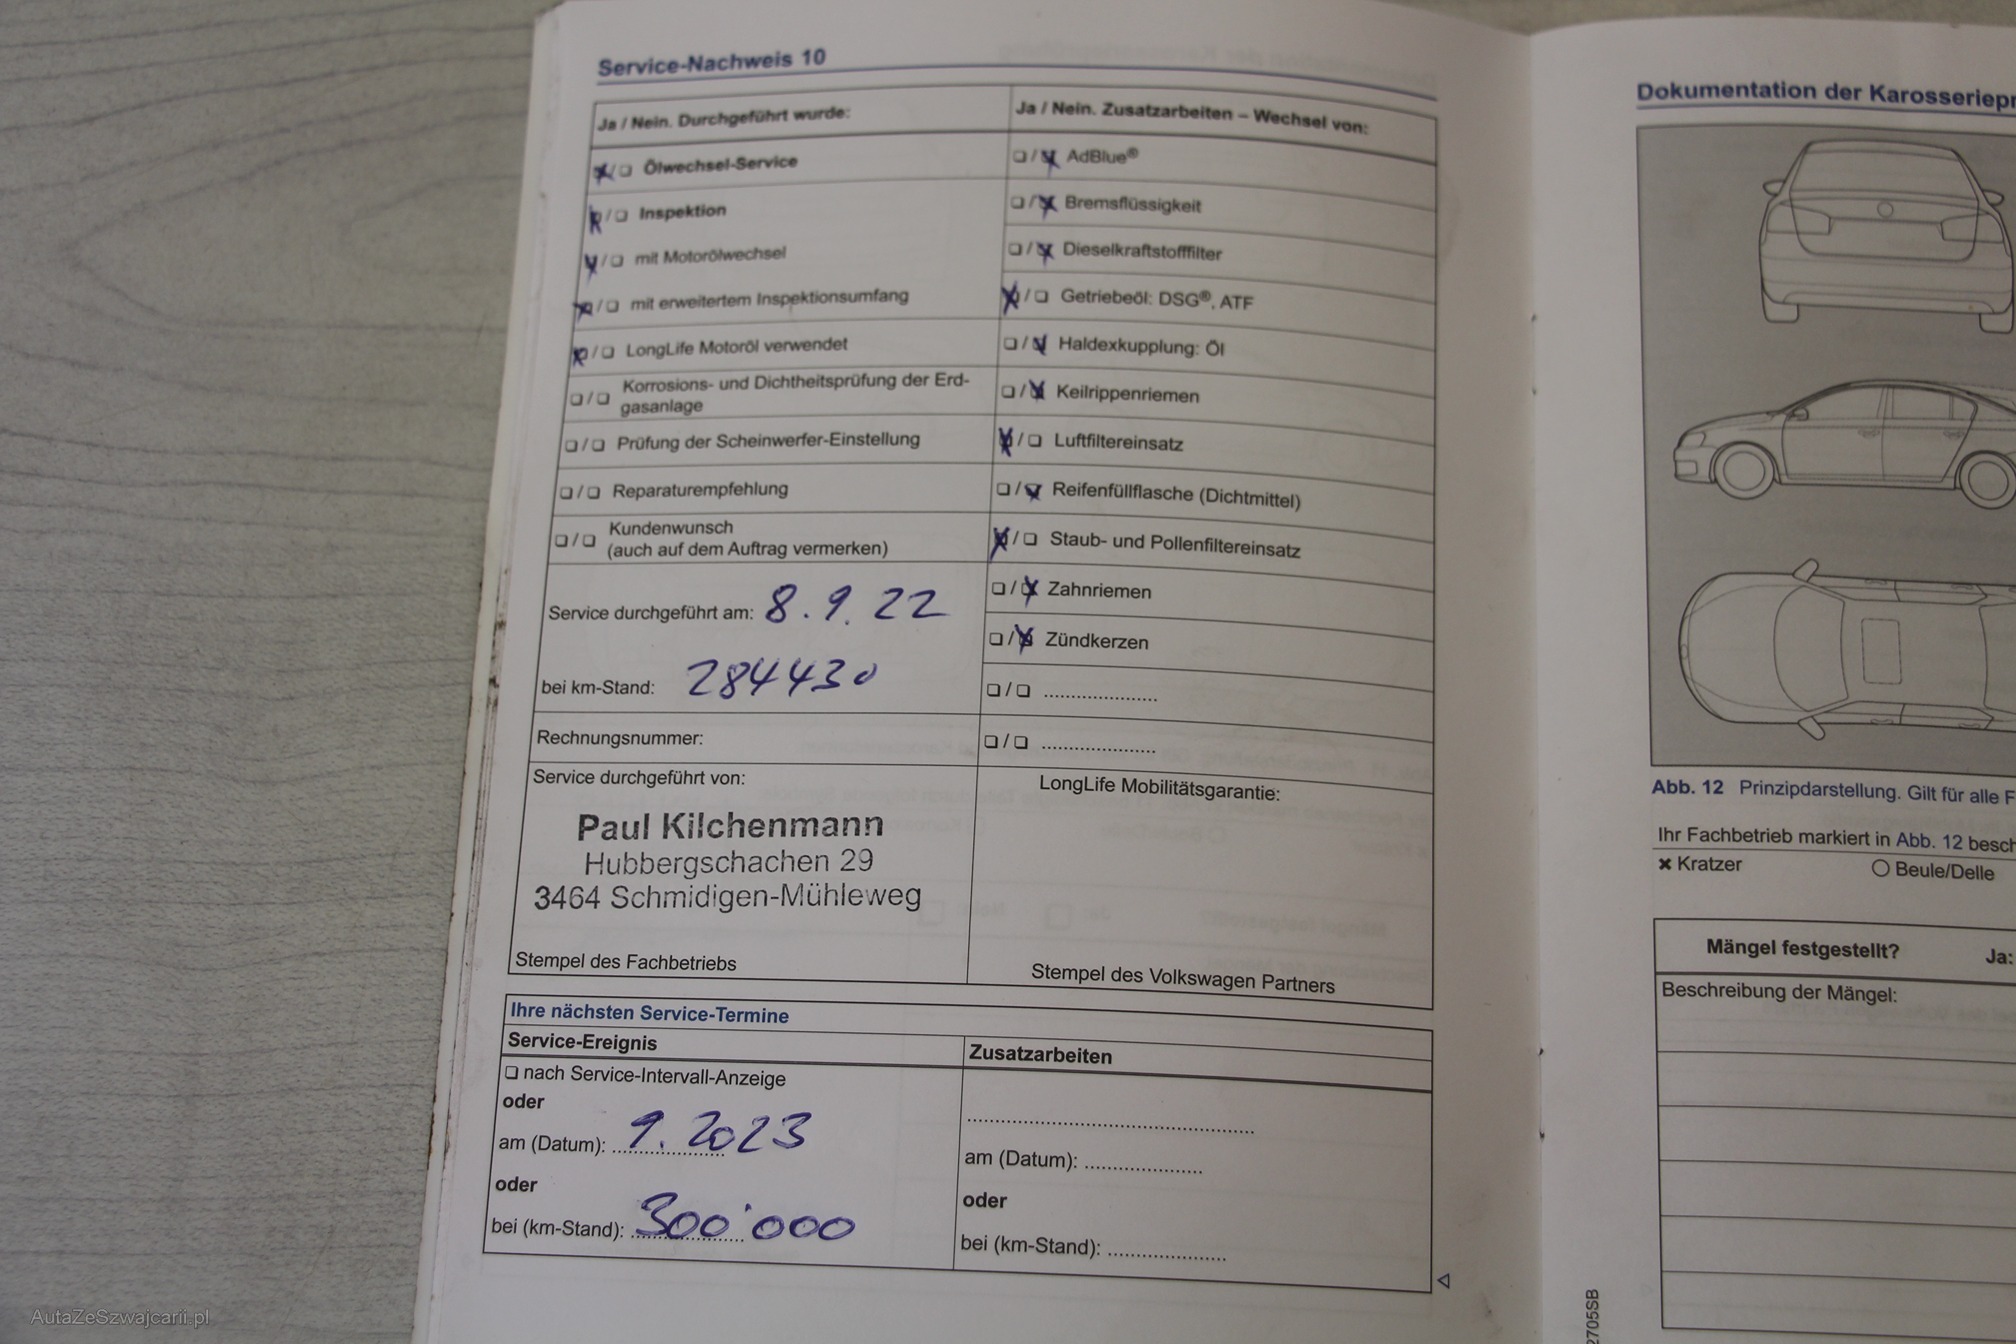 Service-Nachweis 10
Ja / Nein. Durchgeführt wurde:
Ölwechsel-Service
Inspektion
mit Motorölwechsel
mit erweitertem Inspektionsumfang
LongLife Motoröl verwendet
Korrosions- und Dichtheitsprüfung der Erd-
gasanlage
Prüfung der Scheinwerfer-Einstellung
Reparaturempfehlung
Kundenwunsch
(auch auf dem Auftrag vermerken)
Service durchgeführt am: 8.9.22
bei km-Stand: 284430
Rechnungsnummer:
Service durchgeführt von:
Paul Kilchenmann
Hubbergschachen 29
3464 Schmidigen-Mühleweg
Stempel des Fachbetriebs
Ja / Nein. Zusatzarbeiten – Wechsel von:
AdBlue®
Bremsflüssigkeit
Dieselkraftstofffilter
Getriebeöl: DSG®, ATF
Haldexkupplung: Öl
Keilrippenriemen
Luftfiltereinsatz
Reifenfüllflasche (Dichtmittel)
Staub- und Pollenfiltereinsatz
Zahnriemen
Zündkerzen
LongLife Mobilitätsgarantie:
Stempel des Volkswagen Partners
Ihre nächsten Service-Termine
Service-Ereignis
nach Service-Intervall-Anzeige
oder
am (Datum): 9.2023
oder
bei (km-Stand): 300'000
Zusatzarbeiten
am (Datum):
oder
bei (km-Stand):
Dokumentation der
Abb. 12 Prinzipdarstellung. Gilt für alle
Ihr Fachbetrieb markiert in Abb. 12
Kratzer
Beule/Delle
Mängel festgestellt? Ja:
Beschreibung der Mängel:
2705SB
AutaZeSzwajcarii.pl